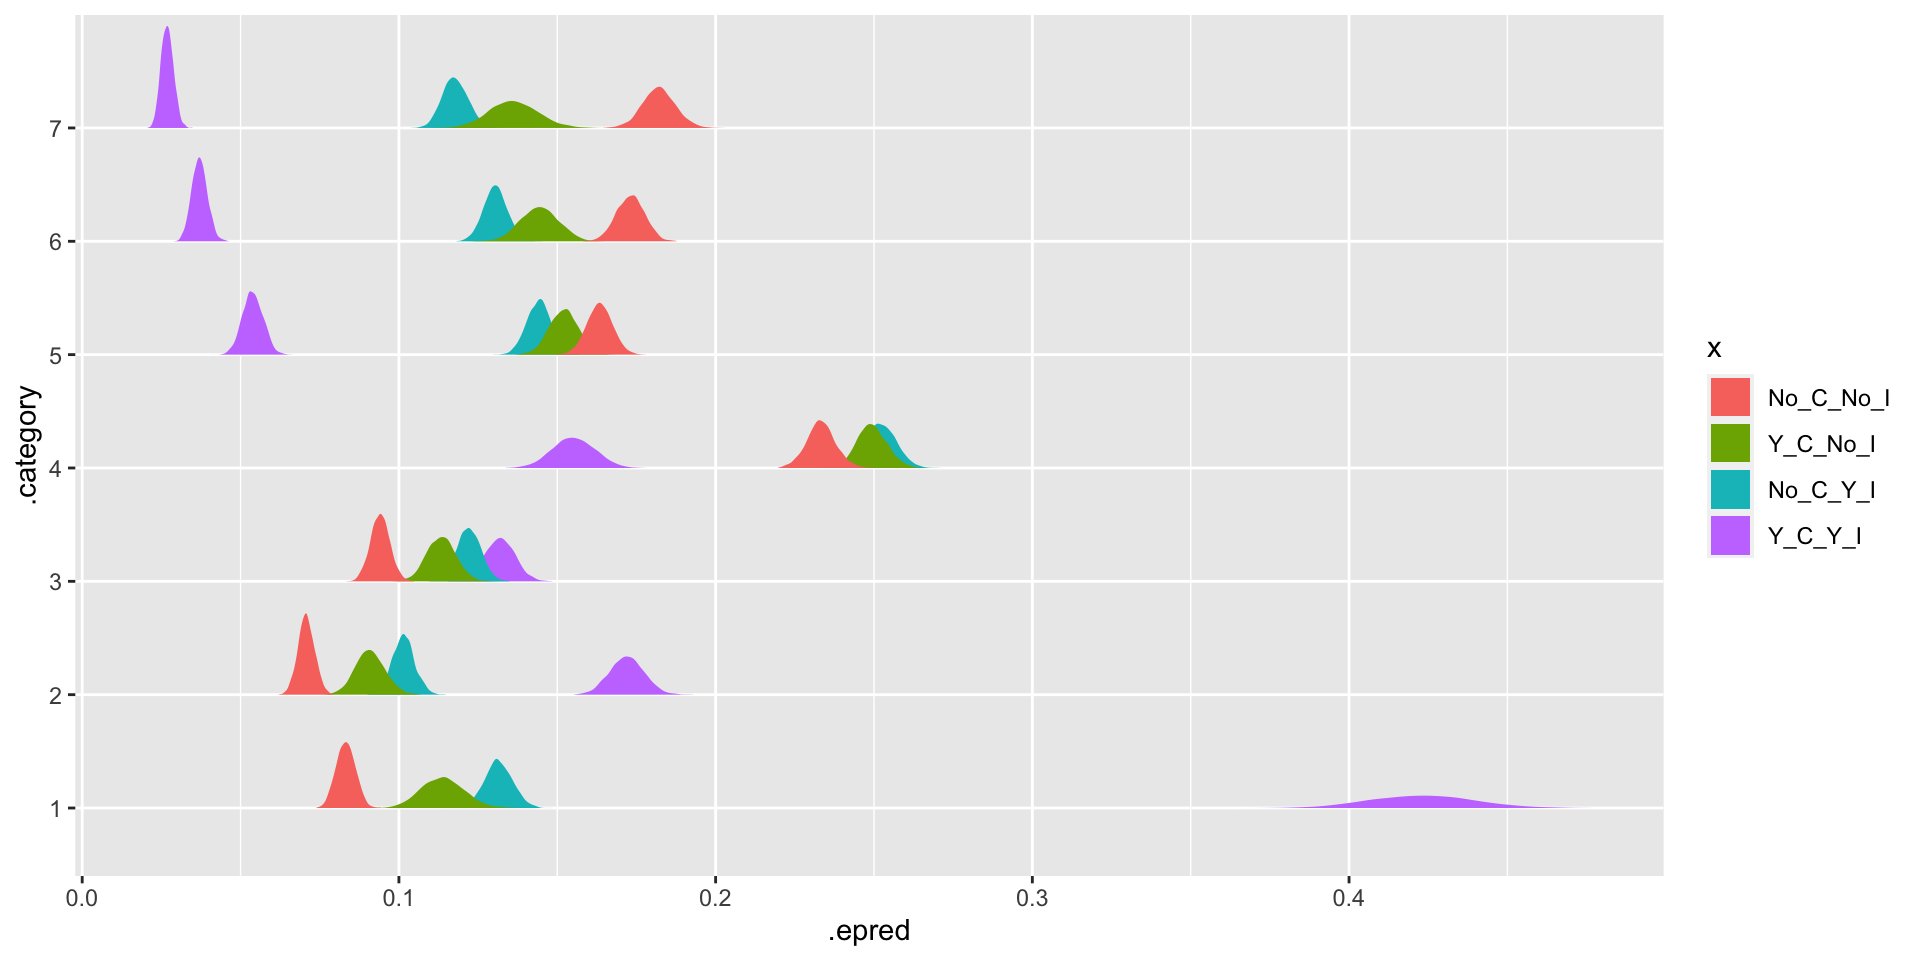 7
6
5
4
3
2
1
.category
0.0 0.1 0.2 0.3 0.4
.epred
x
No_C_No_I
Y_C_No_I
No_C_Y_I
Y_C_Y_I